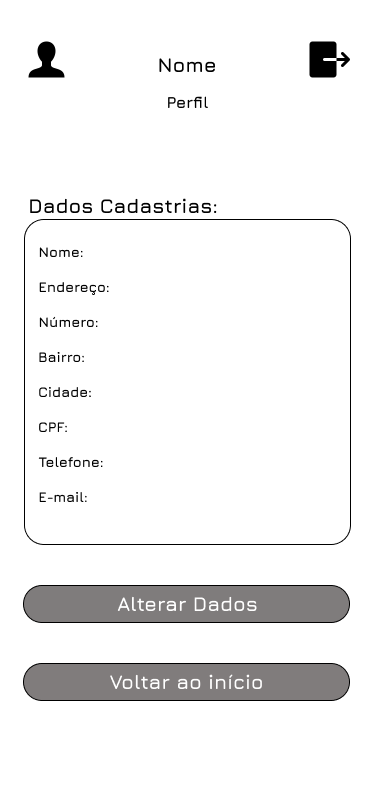 Nome
Perfil
Dados Cadastrias:
Nome:
Endereço:
Número:
Bairro:
Cidade:
CPF:
Telefone:
E-mail:
Alterar Dados
Voltar ao início